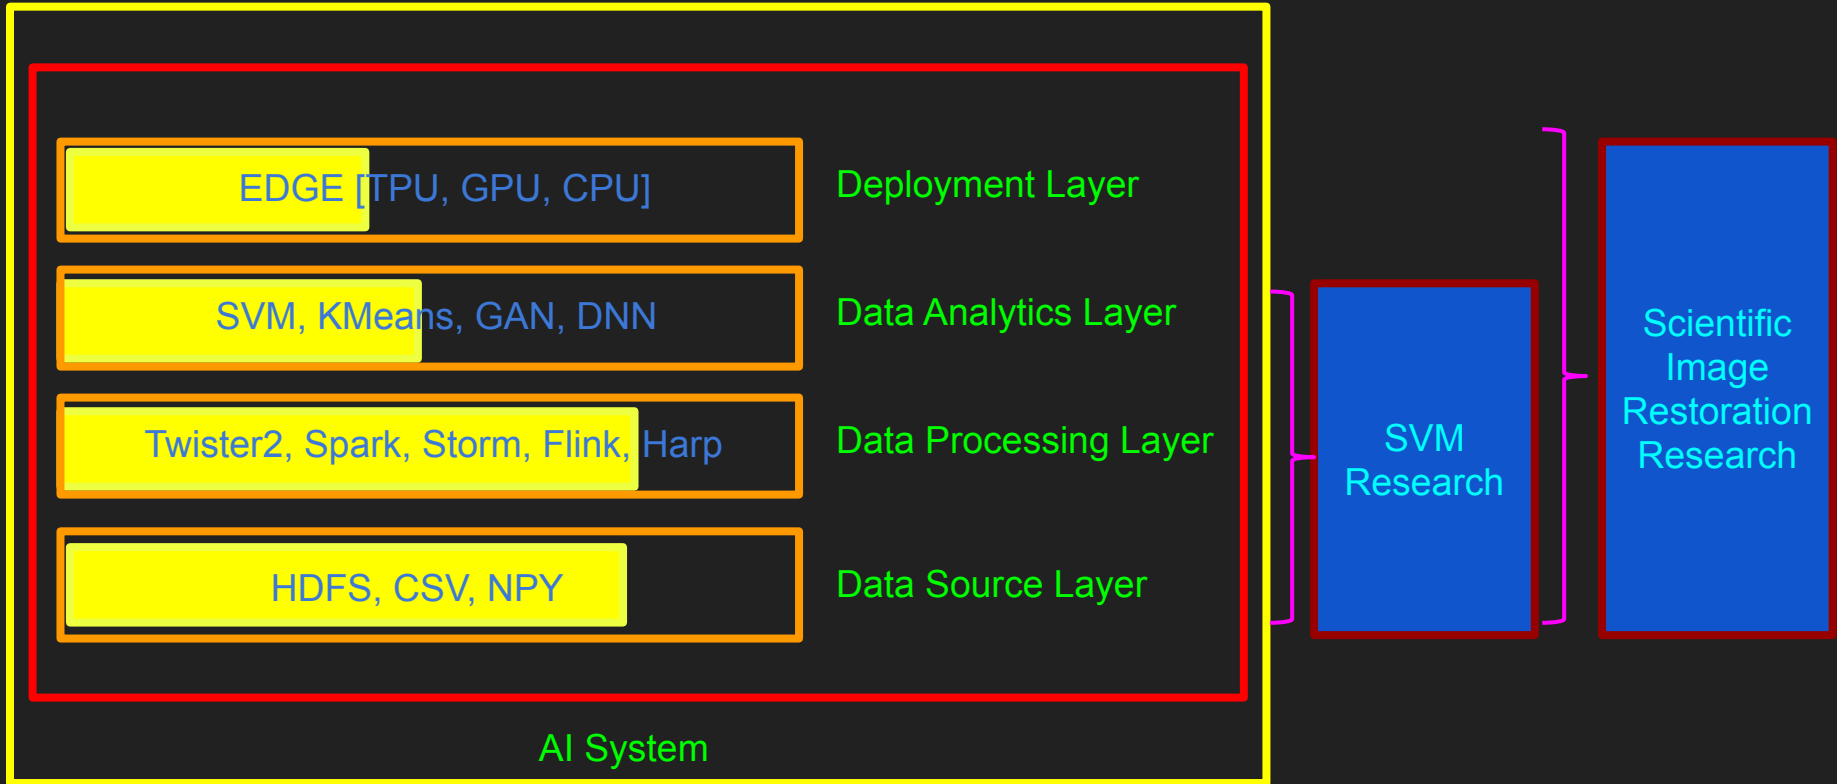 EDGE [TPU, GPU, CPU]
Deployment Layer
SVM, KMeans, GAN, DNN
Data Analytics Layer
Twister2, Spark, Storm, Flink, Harp
Data Processing Layer
HDFS, CSV, NPY
Data Source Layer
AI System
SVM
Research
Scientific
Image
Restoration
Research